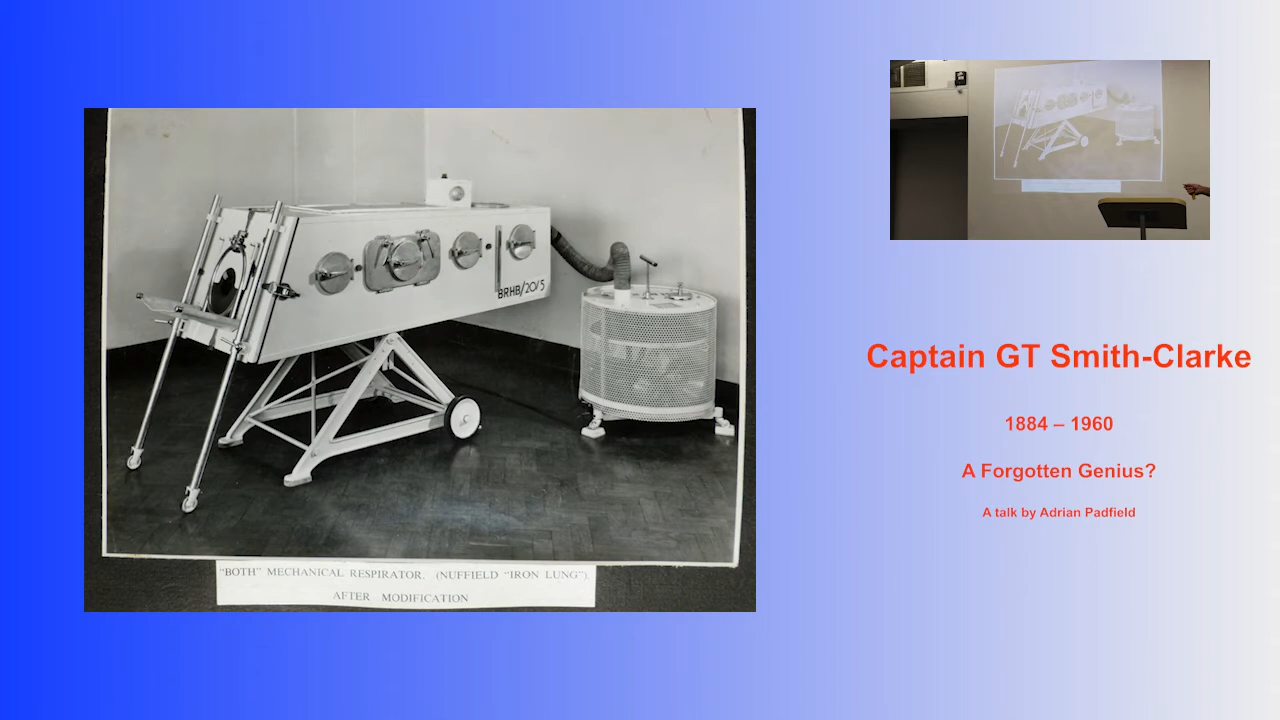 BRHB/20/5
"BOTH" MECHANICAL RESPIRATOR. (NUFFIELD "IRON LUNG").
AFTER MODIFICATION
Captain GT Smith-Clarke
1884 – 1960
A Forgotten Genius?
A talk by Adrian Padfield